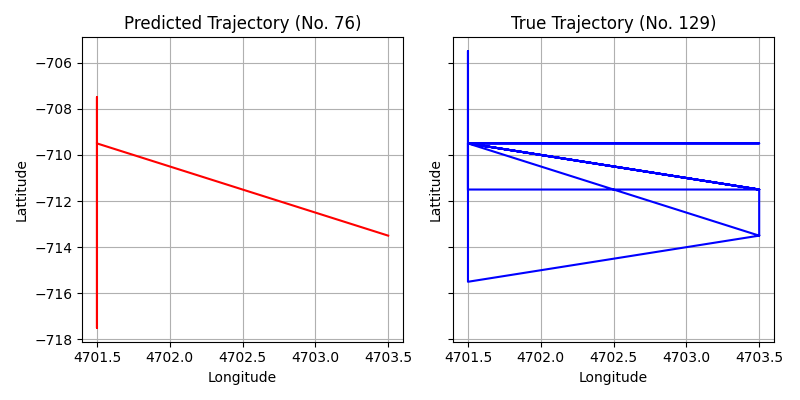 Predicted Trajectory (No. 76)
True Trajectory (No. 129)
Lattitude
−706
−708
−710
−712
−714
−716
−718
4701.5 4702.0 4702.5 4703.0 4703.5
Longitude
Lattitude
4701.5 4702.0 4702.5 4703.0 4703.5
Longitude